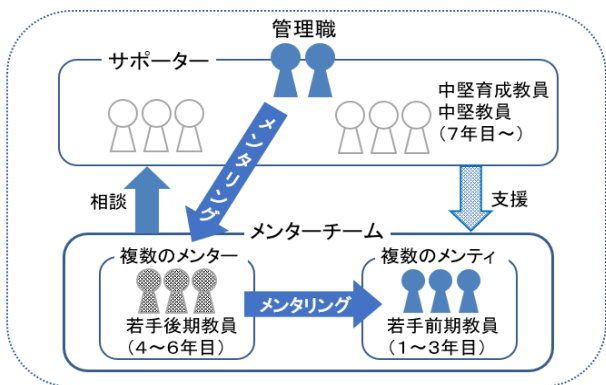 管理職
サポーター
中堅育成教員
中堅教員
(7年目～)
メンタリング
相談
支援
メンターチーム
複数のメンター
複数のメンティ
メンタリング
若手後期教員
(4～6年目)
若手前期教員
(1～3年目)